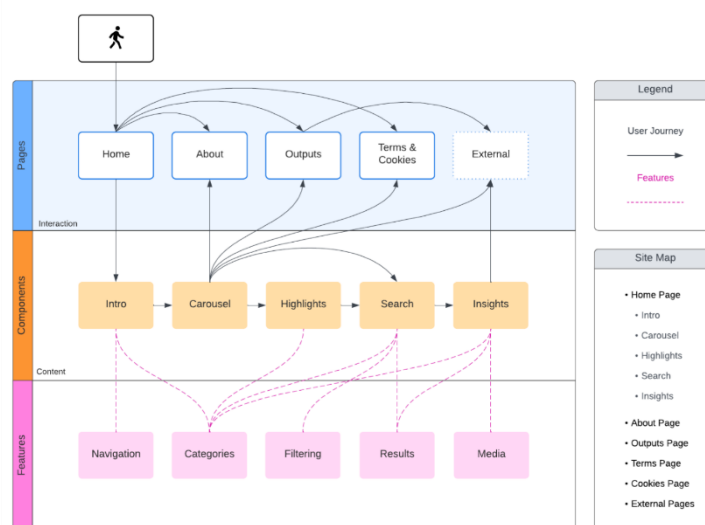 Pages
Home
About
Outputs
Terms &
Cookies
External
Interaction
Components
Intro
Carousel
Highlights
Search
Insights
Content
Features
Navigation
Categories
Filtering
Results
Media
Legend
User Journey
Features
Site Map
• Home Page
• Intro
• Carousel
• Highlights
• Search
• Insights
• About Page
• Outputs Page
• Terms Page
• Cookies Page
• External Pages